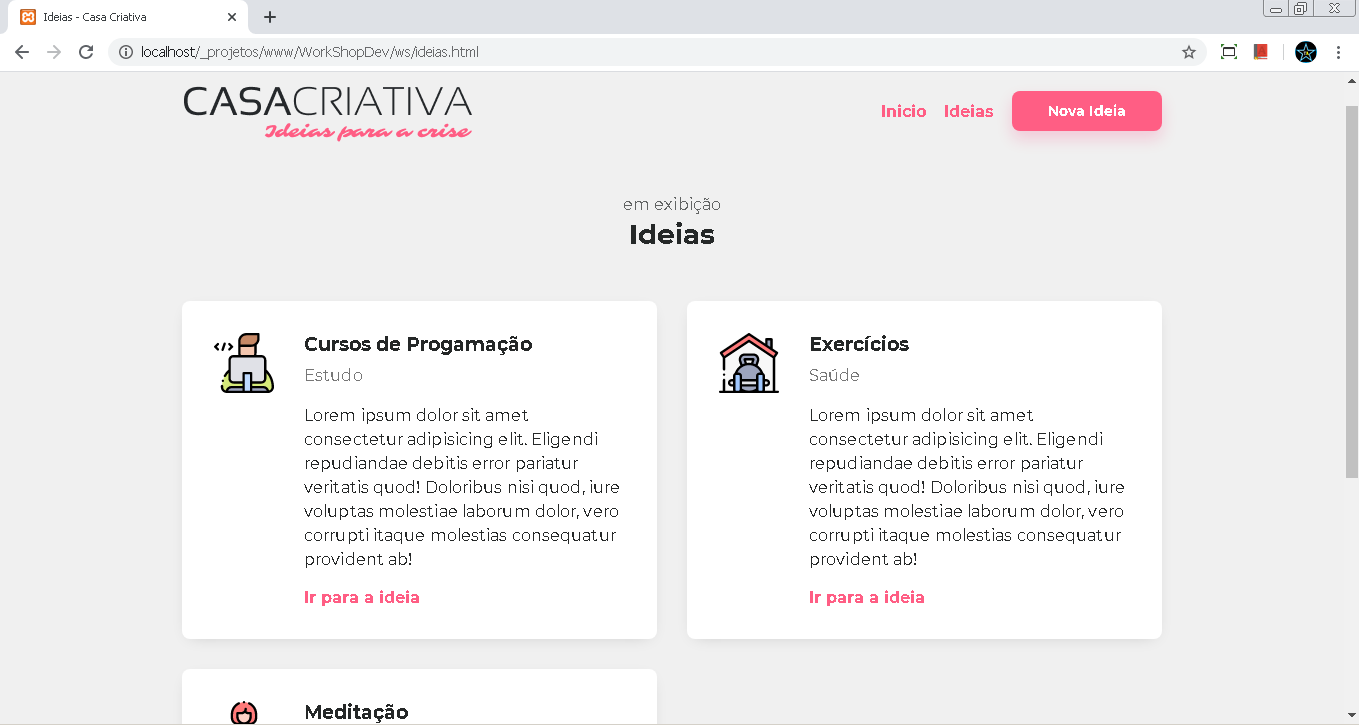 Ideias - Casa Criativa
localhost/_projetos/www/WorkShopDev/ws/ideias.html
CASACRIATIVA
Ideias para a crise
Inicio Ideias Nova Ideia
em exibição
Ideias
Cursos de Progamação
Estudo
Lorem ipsum dolor sit amet
consectetur adipisicing elit. Eligendi
repudiandae debitis error pariatur
veritatis quod! Doloribus nisi quod, iure
voluptas molestiae laborum dolor, vero
corrupti itaque molestias consequatur
provident ab!
Ir para a ideia
Exercícios
Saúde
Lorem ipsum dolor sit amet
consectetur adipisicing elit. Eligendi
repudiandae debitis error pariatur
veritatis quod! Doloribus nisi quod, iure
voluptas molestiae laborum dolor, vero
corrupti itaque molestias consequatur
provident ab!
Ir para a ideia
Meditação